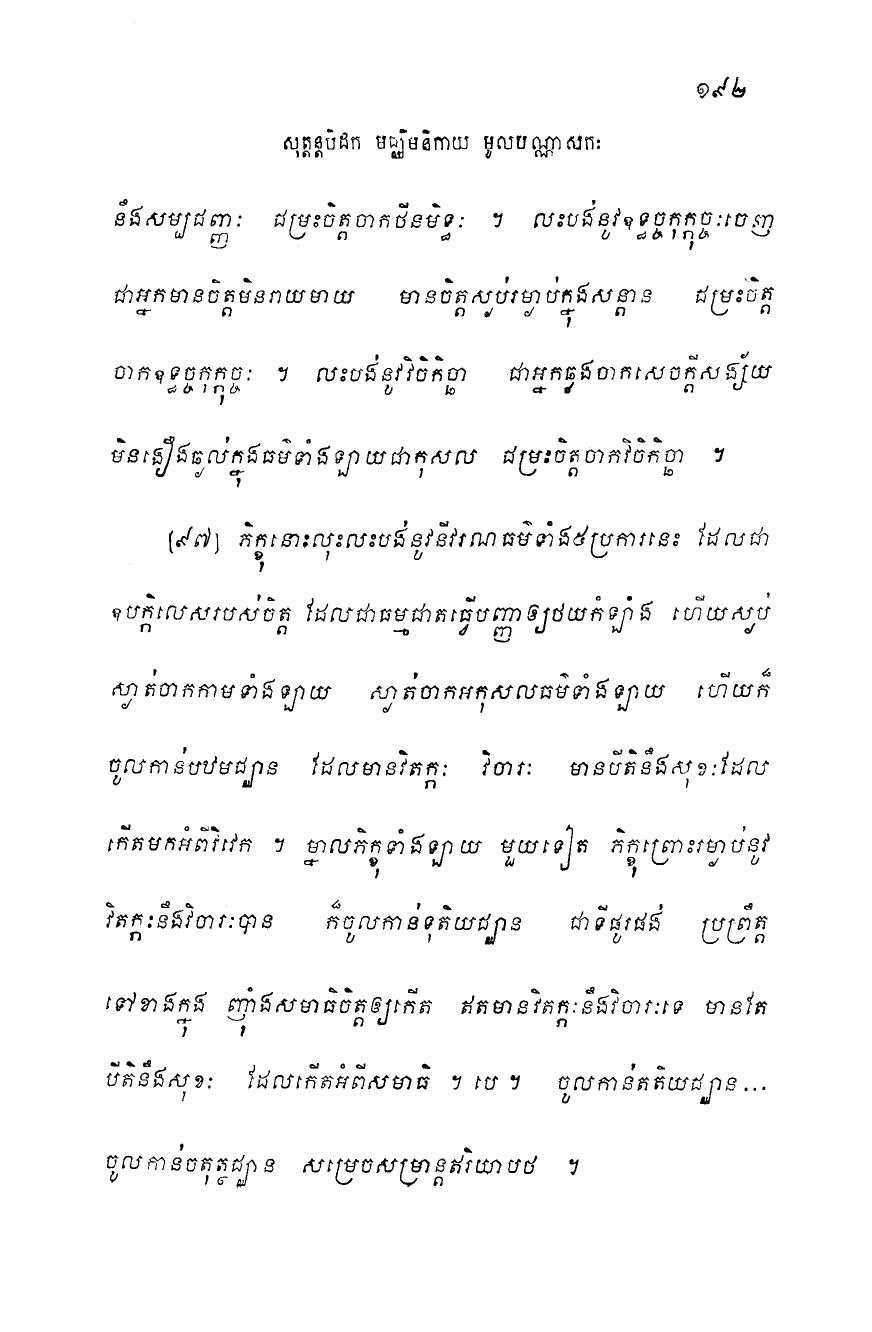 ១៩២
សុត្តន្តបិដក មជ្ឈិមនិកាយ មូលបណ្ណាសកៈ
នឹងសម្បជញ្ញៈ ជម្រះចិត្តចាកថីនមិទ្ធៈ ។ លះបង់នូវឧទ្ធច្ចកុក្កុច្ចៈចេញ
ជាអ្នកមានចិត្តមិនរាយមាយ មានចិត្តស្ងប់រម្ងាប់ក្នុងសន្តាន ជម្រះចិត្ត
ចាកឧទ្ធច្ចកុក្កុច្ចៈ ។ លះបង់នូវវិចិកិច្ឆា ជាអ្នកឆ្លងចាកសេចក្តីសង្ស័យ
មិនងឿងឆ្ងល់ក្នុងធម៌ទាំងឡាយជាកុសល ជម្រះចិត្តចាកវិចិកិច្ឆា ។
[៩៧] ភិក្ខុនោះលុះលះបង់នូវនីវរណធម៌ទាំង៥ប្រការនេះ ដែលជា
ឧបក្កិលេសរបស់ចិត្ត ដែលជាធម្មជាតធ្វើបញ្ញាឲ្យថយកំឡាំង ហើយស្ងប់
ស្ងាត់ចាកកាមទាំងឡាយ ស្ងាត់ចាកអកុសលធម៌ទាំងឡាយ ហើយក៏
ចូលកាន់បឋមជ្ឈាន ដែលមានវិតក្កៈ វិចារៈ មានបីតិនឹងសុខៈដែល
កើតមកអំពីវិវេក ។ ម្នាលភិក្ខុទាំងឡាយ មួយទៀត ភិក្ខុព្រោះរម្ងាប់នូវ
វិតក្កៈនឹងវិចារៈបាន ក៏ចូលកាន់ទុតិយជ្ឈាន ជាទីផូរផង់ ប្រព្រឹត្ត
ទៅខាងក្នុង ញ៉ាំងសមាធិចិត្តឲ្យកើត ឥតមានវិតក្កៈនឹងវិចារៈទេ មានតែ
បីតិនឹងសុខៈ ដែលកើតអំពីសមាធិ ។ បេ ។ ចូលកាន់តតិយជ្ឈាន...
ចូលកាន់ចតុត្ថជ្ឈាន សម្រេចសម្រាន្តឥរិយាបថ ។